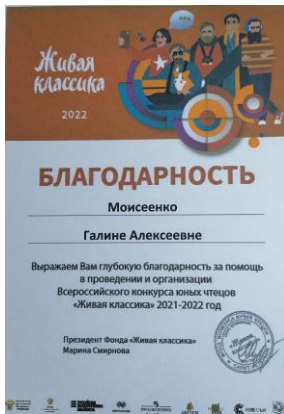 Живая
классика
2022
БЛАГОДАРНОСТЬ
Моисеенко
Галине Алексеевне
Выражаем Вам глубокую благодарность за помощь
в проведении и организации
Всероссийского конкурса юных чтецов
«Живая классика» 2021-2022 год
Президент Фонда «Живая классика»
Марина Смирнова